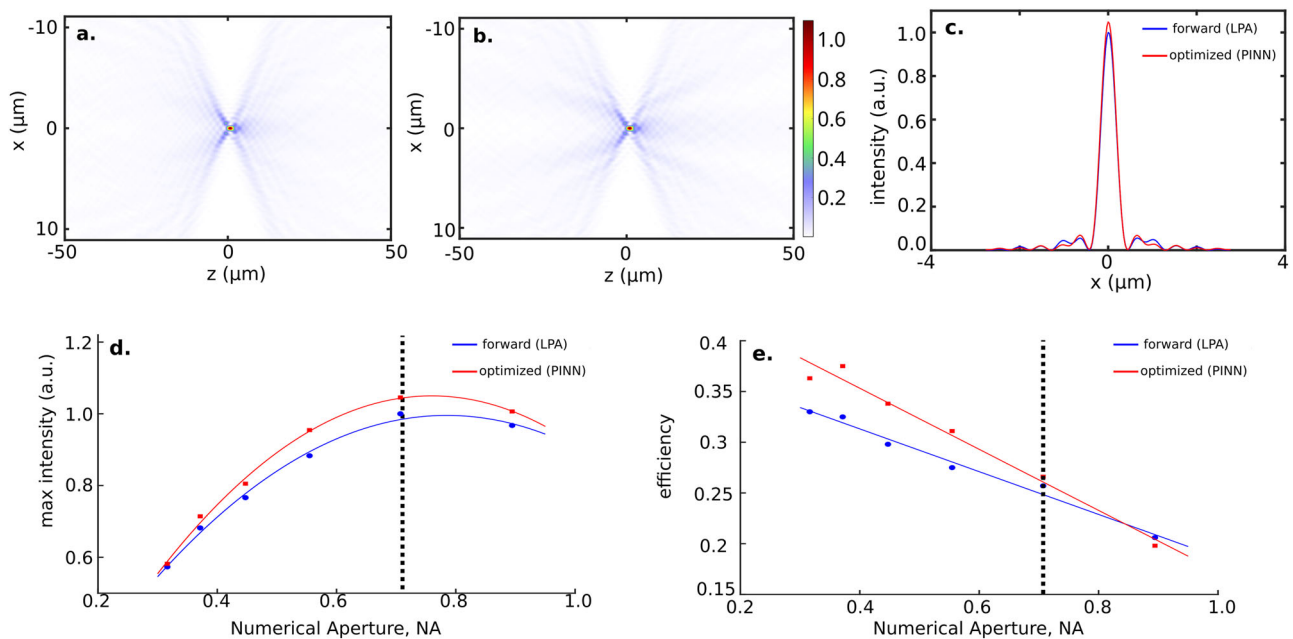 a.
-10
0
10
x (µm)
-50
0
50
z (µm)
b.
-10
0
10
x (µm)
-50
0
50
z (µm)
1.0
0.8
0.6
0.4
0.2
c.
forward (LPA)
optimized (PINN)
1.0
0.8
0.6
0.4
0.2
0.0
intensity (a.u.)
-4
0
4
x (µm)
d.
forward (LPA)
optimized (PINN)
1.2
1.0
0.8
0.6
max intensity (a.u.)
0.2
0.4
0.6
0.8
1.0
Numerical Aperture, NA
e.
forward (LPA)
optimized (PINN)
0.4
0.35
0.3
0.25
0.2
0.15
efficiency
0.2
0.4
0.6
0.8
1.0
Numerical Aperture, NA